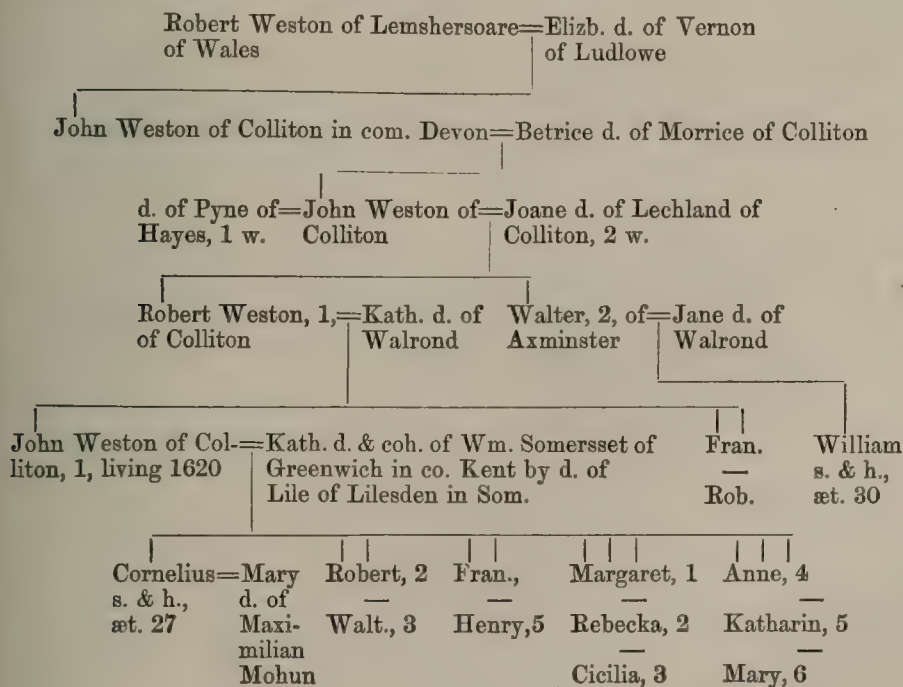 Robert Weston of Lemshersoare=Elizb. d. of Vernon
of Wales of Ludlowe
John Weston of Colliton in com. Devon=Betrice d. of Morrice of Colliton
d. of Pyne of=John Weston of=Joane d. of Lechland of
Hayes, 1 w. Colliton Colliton, 2 w.
Robert Weston, 1,=Kath. d. of Walter, 2, of=Jane d. of
of Colliton Walrond Axminster Walrond
John Weston of Col-=Kath. d. & coh. of Wm. Somersset of Fran. William
liton, 1, living 1620 Greenwich in co. Kent by d. of — s. & h.,
Lile of Lilesden in Som. Rob. æt. 30
Cornelius=Mary Robert, 2 Fran., Margaret, 1 Anne, 4
s. & h., d. of — — — —
æt. 27 Maxi- Walt., 3 Henry,5 Rebecka, 2 Katharin, 5
milian — —
Mohun Cicilia, 3 Mary, 6